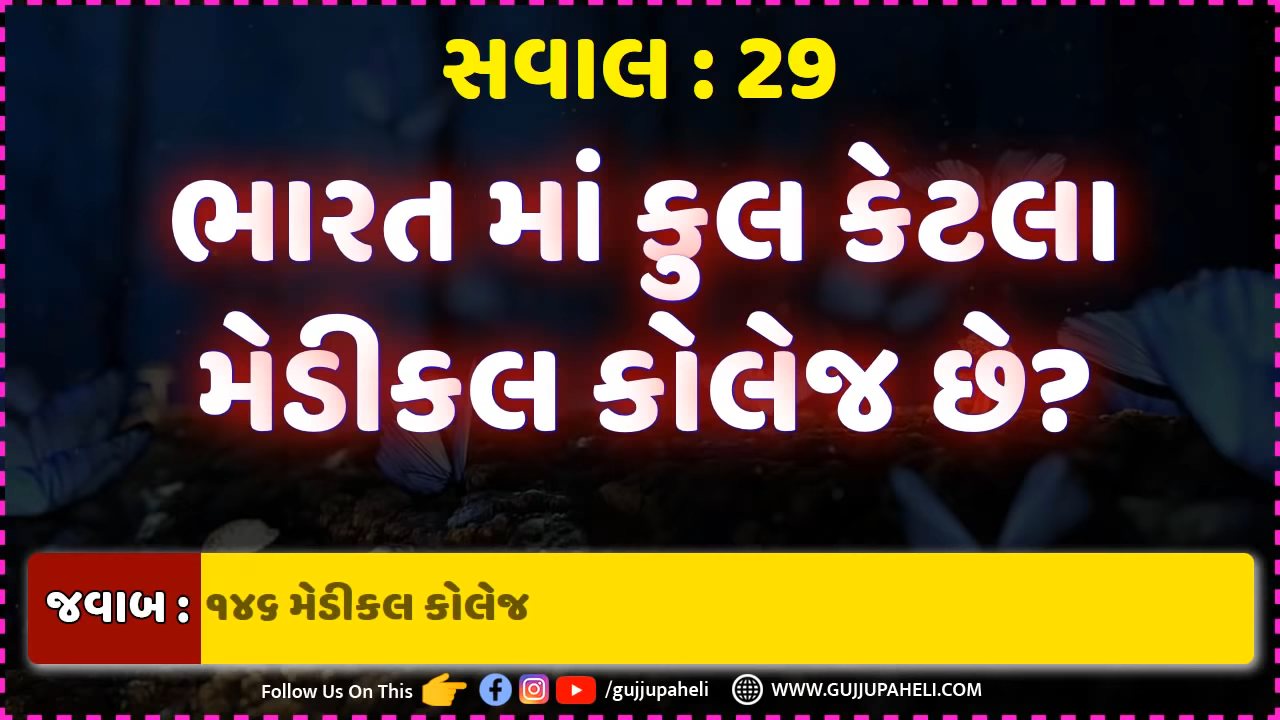 સવાલ : 29
ભારત માં કુલ કેટલા
મેડીકલ કોલેજ છે?
જવાબ : ૧૪૬ મેડીકલ કોલેજ
Follow Us On This /gujjupaheli WWW.GUJJUPAHELI.COM